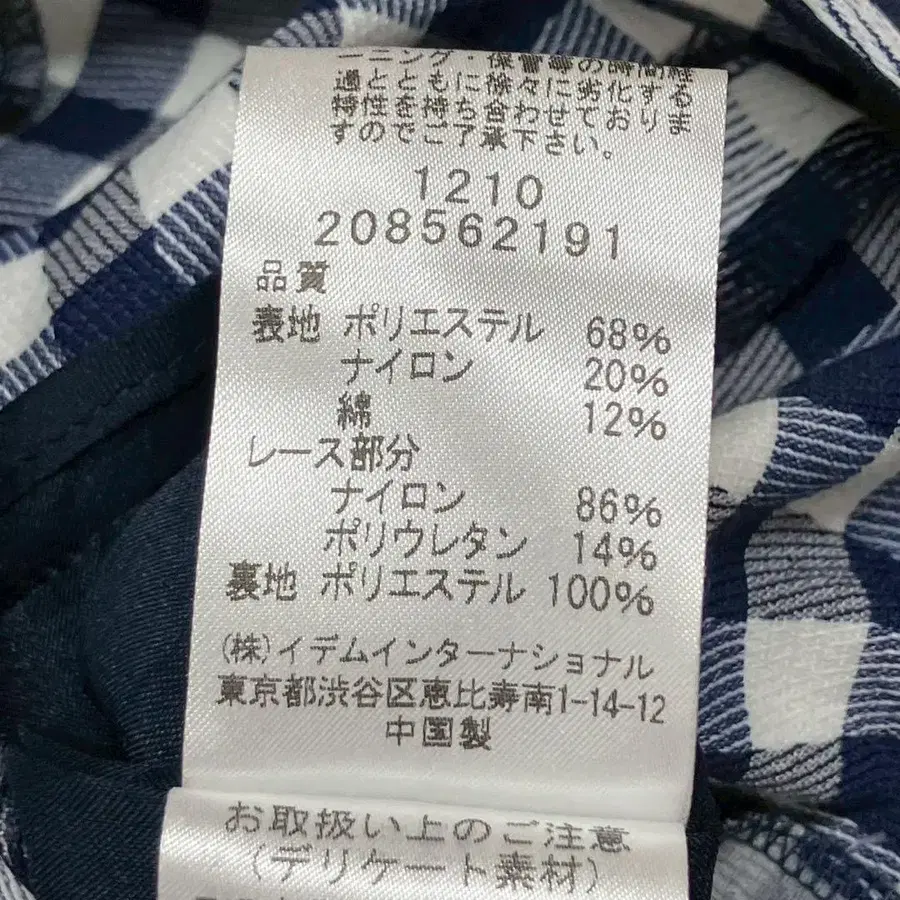 ニング・保管等の時間経
過とともに徐々に劣化する
特性を持ち合わせておりま
すのでご了承下さい。
1210
208562191
品質
表地 ポリエステル 68%
ナイロン 20%
綿 12%
レース部分
ナイロン 86%
ポリウレタン 14%
裏地 ポリエステル 100%
(株)イデムインターナショナル
東京都渋谷区恵比寿南1-14-12
中国製
お取扱い上のご注意
(デリケート素材)